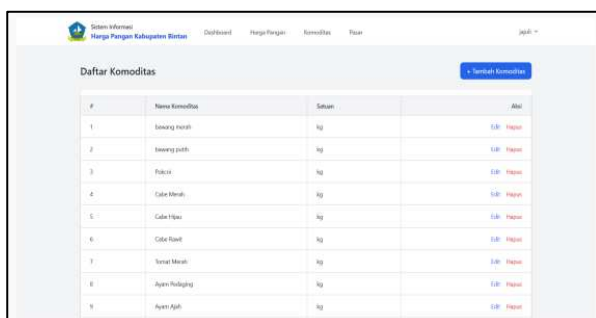 Sistem Informasi
Harga Pangan Kabupaten Bintan
Dashboard Harga Pangan Komoditas Pasar
Daftar Komoditas
+ Tambah Komoditas
# Nama Komoditas Satuan Aksi
1 bawang merah kg Edit Hapus
2 bawang putih kg Edit Hapus
3 kg Edit Hapus
4 Cabe Merah kg Edit Hapus
5 Cabe Hijau kg Edit Hapus
6 Rawit kg Edit Hapus
7 Tomat Merah kg Edit Hapus
8 Ayam Pedaging kg Edit Hapus
9 Ayam kg Edit Hapus